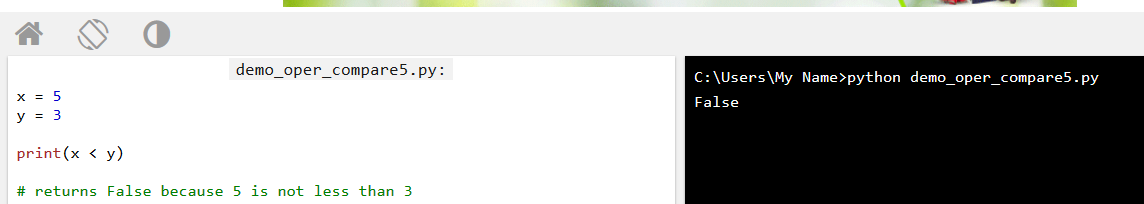 demo_oper_compare5.py:
x = 5
y = 3
print(x < y)
# returns False because 5 is not less than 3
C:\Users\My Name>python demo_oper_compare5.py
False